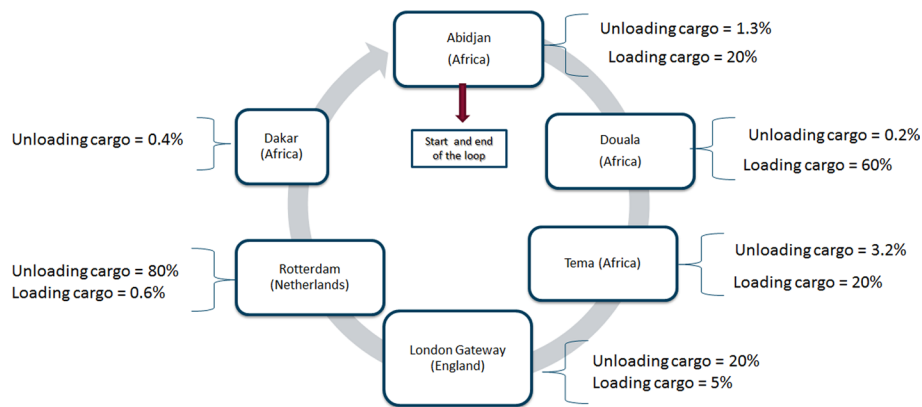 Abidjan
(Africa)
Unloading cargo = 1.3%
Loading cargo = 20%
Start and end
of the loop
Douala
(Africa)
Unloading cargo = 0.2%
Loading cargo = 60%
Tema (Africa)
Unloading cargo = 3.2%
Loading cargo = 20%
London Gateway
(England)
Unloading cargo = 20%
Loading cargo = 5%
Rotterdam
(Netherlands)
Unloading cargo = 80%
Loading cargo = 0.6%
Dakar
(Africa)
Unloading cargo = 0.4%